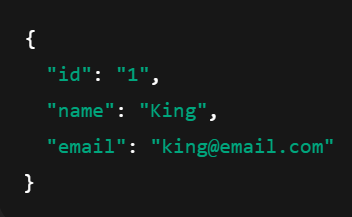 {
  "id": "1",
  "name": "King",
  "email": "king@email.com"
}